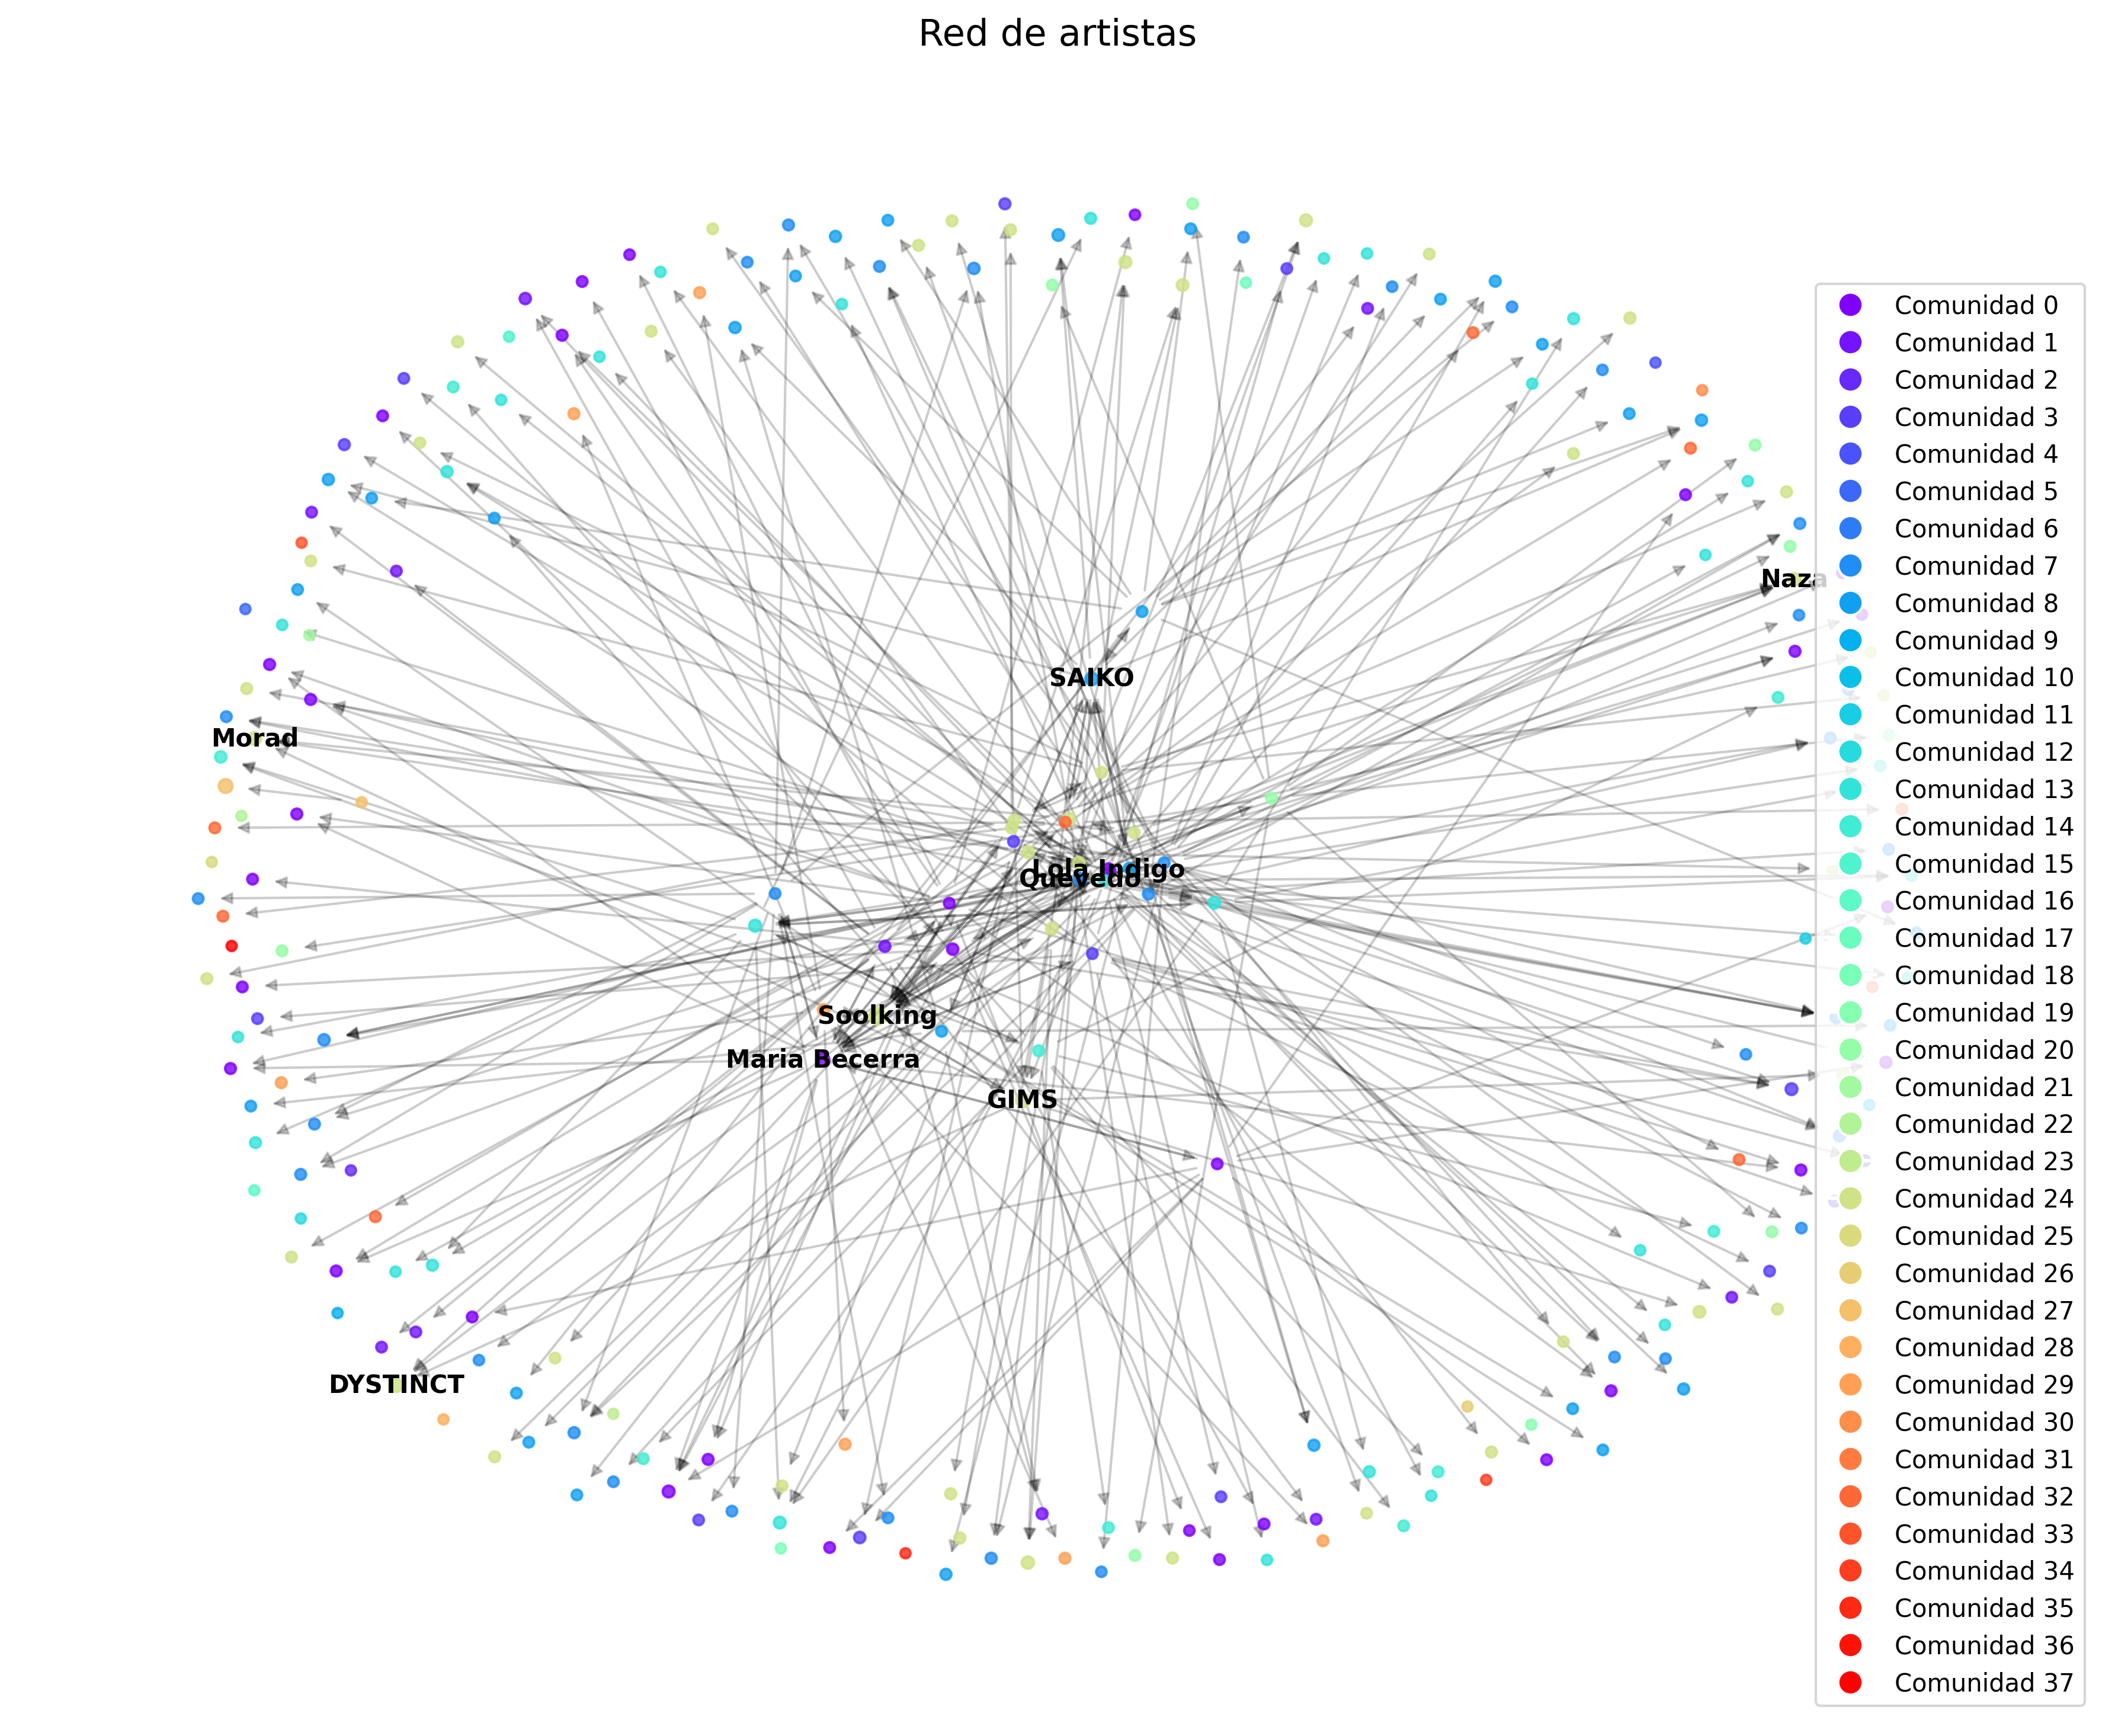 Red de artistas
Naza
SAIKO
Morad
Lola Indigo
Quevedo
Soolking
Maria Becerra
GIMS
DYSTINCT
Comunidad 0
Comunidad 1
Comunidad 2
Comunidad 3
Comunidad 4
Comunidad 5
Comunidad 6
Comunidad 7
Comunidad 8
Comunidad 9
Comunidad 10
Comunidad 11
Comunidad 12
Comunidad 13
Comunidad 14
Comunidad 15
Comunidad 16
Comunidad 17
Comunidad 18
Comunidad 19
Comunidad 20
Comunidad 21
Comunidad 22
Comunidad 23
Comunidad 24
Comunidad 25
Comunidad 26
Comunidad 27
Comunidad 28
Comunidad 29
Comunidad 30
Comunidad 31
Comunidad 32
Comunidad 33
Comunidad 34
Comunidad 35
Comunidad 36
Comunidad 37